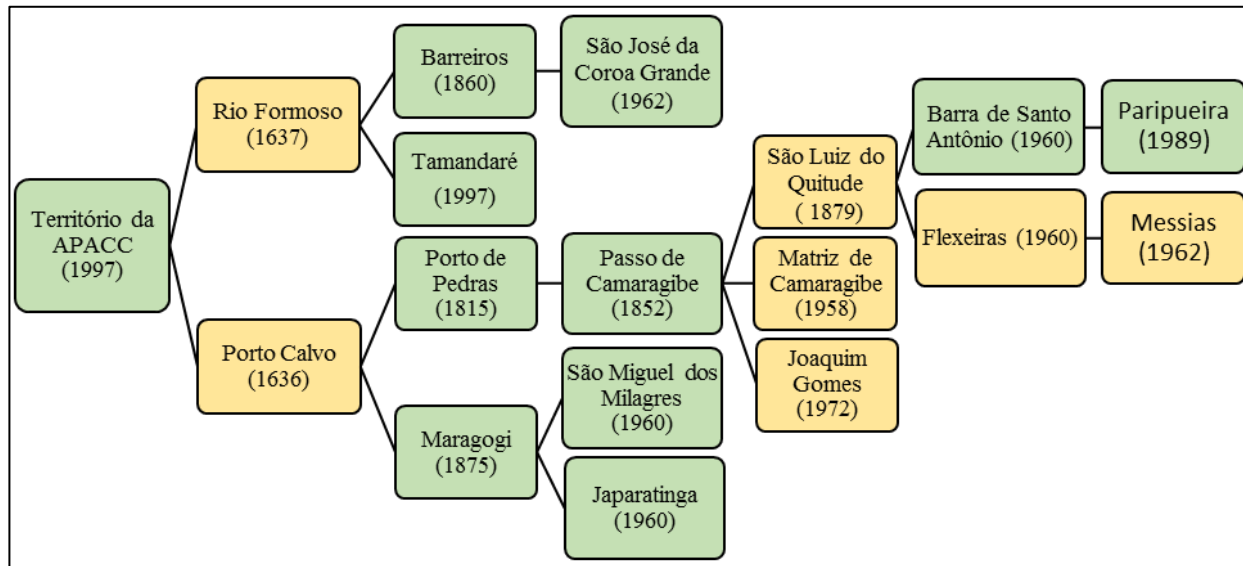 Território da
APACC
(1997)
Rio Formoso
(1637)
Porto Calvo
(1636)
Barreiros
(1860)
Tamandaré
(1997)
Porto de
Pedras
(1815)
Maragogi
(1875)
São José da
Coroa Grande
(1962)
Passo de
Camaragibe
(1852)
São Miguel dos
Milagres
(1960)
Japaratinga
(1960)
São Luiz do
Quitude
( 1879)
Matriz de
Camaragibe
(1958)
Joaquim
Gomes
(1972)
Barra de Santo
Antônio (1960)
Flexeiras (1960)
Paripueira
(1989)
Messias
(1962)